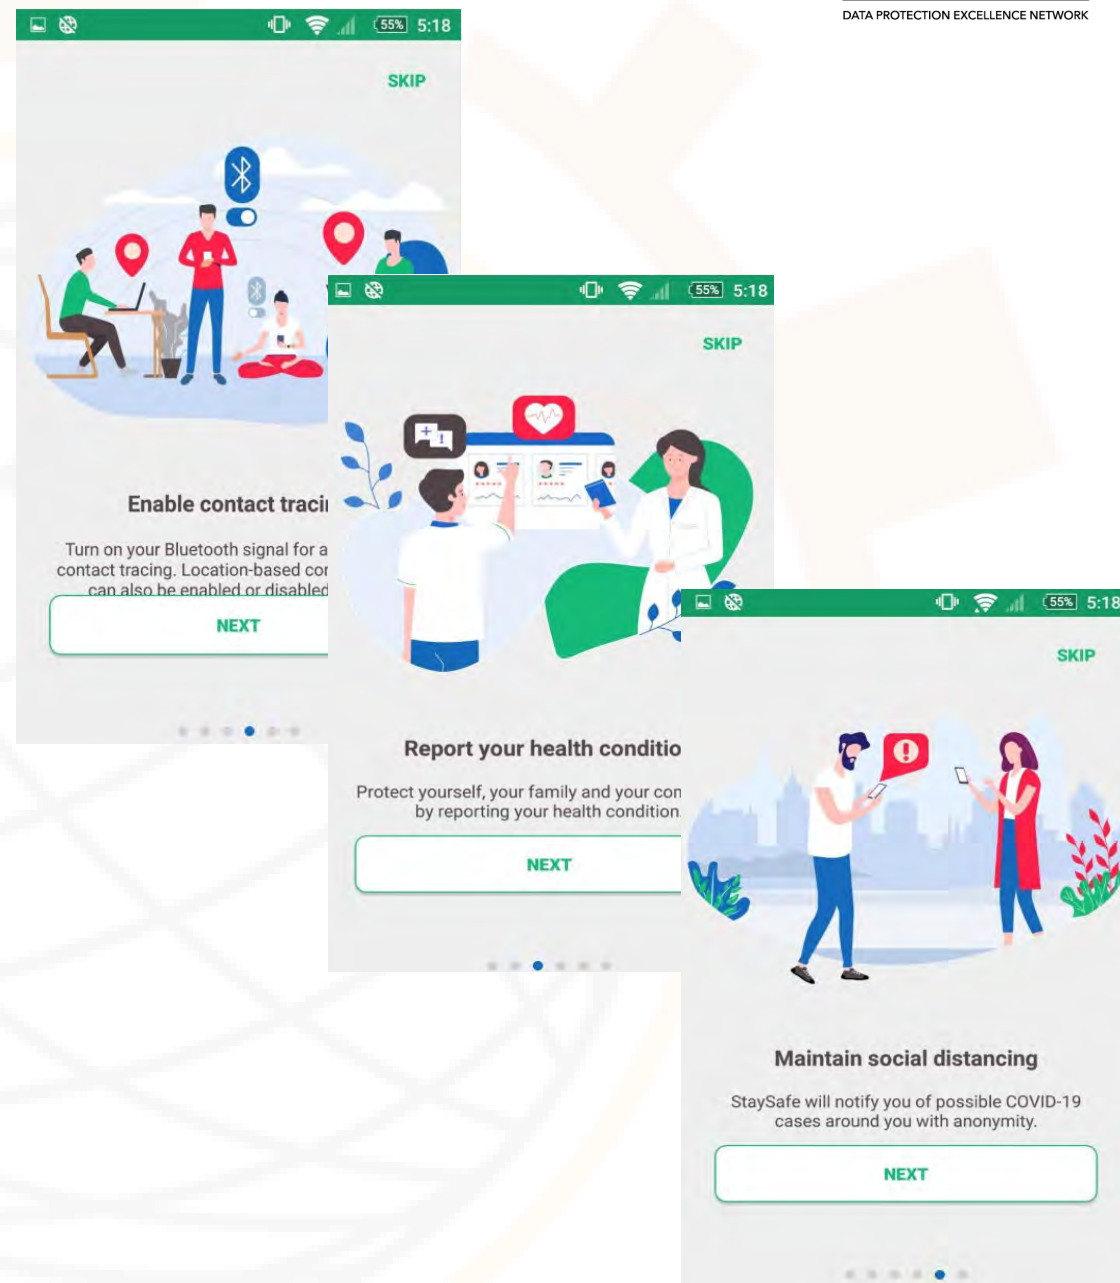 DATA PROTECTION EXCELLENCE NETWORK
55% 5:18
SKIP
Enable contact traci
Turn on your Bluetooth signal for a
contact tracing. Location-based cor
can also be enabled or disabled
NEXT
55% 5:18
SKIP
Report your health conditio
Protect yourself, your family and your con
by reporting your health condition.
NEXT
55% 5:18
SKIP
Maintain social distancing
StaySafe will notify you of possible COVID-19
cases around you with anonymity.
NEXT